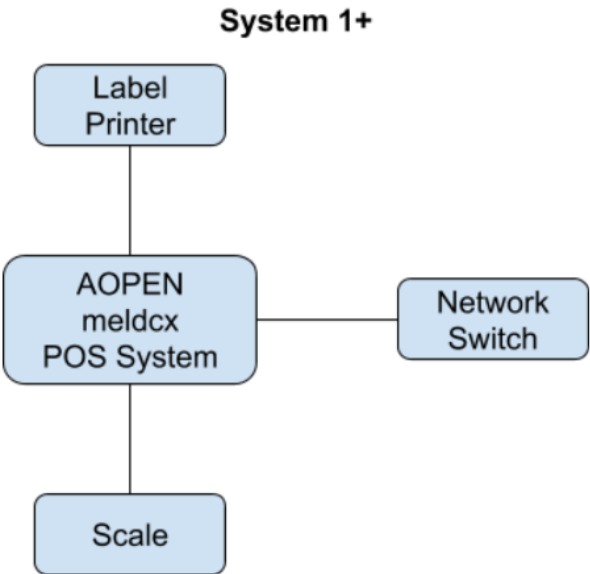 System 1+
Label
Printer
AOPEN
meldcx
POS System
Network
Switch
Scale